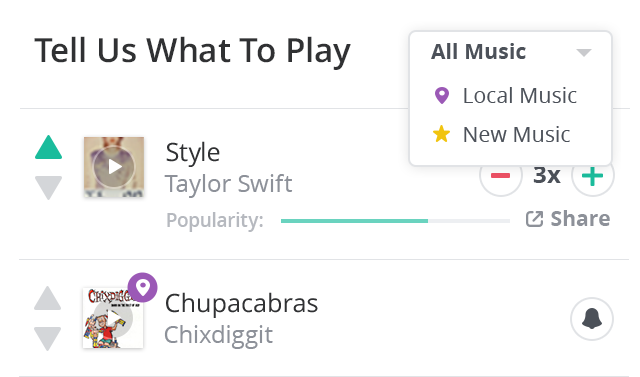 Tell Us What To Play
All Music
Local Music
New Music
Style
Taylor Swift
3x
Popularity:
Share
CHIXDIGGIT
Chupacabras
Chixdiggit